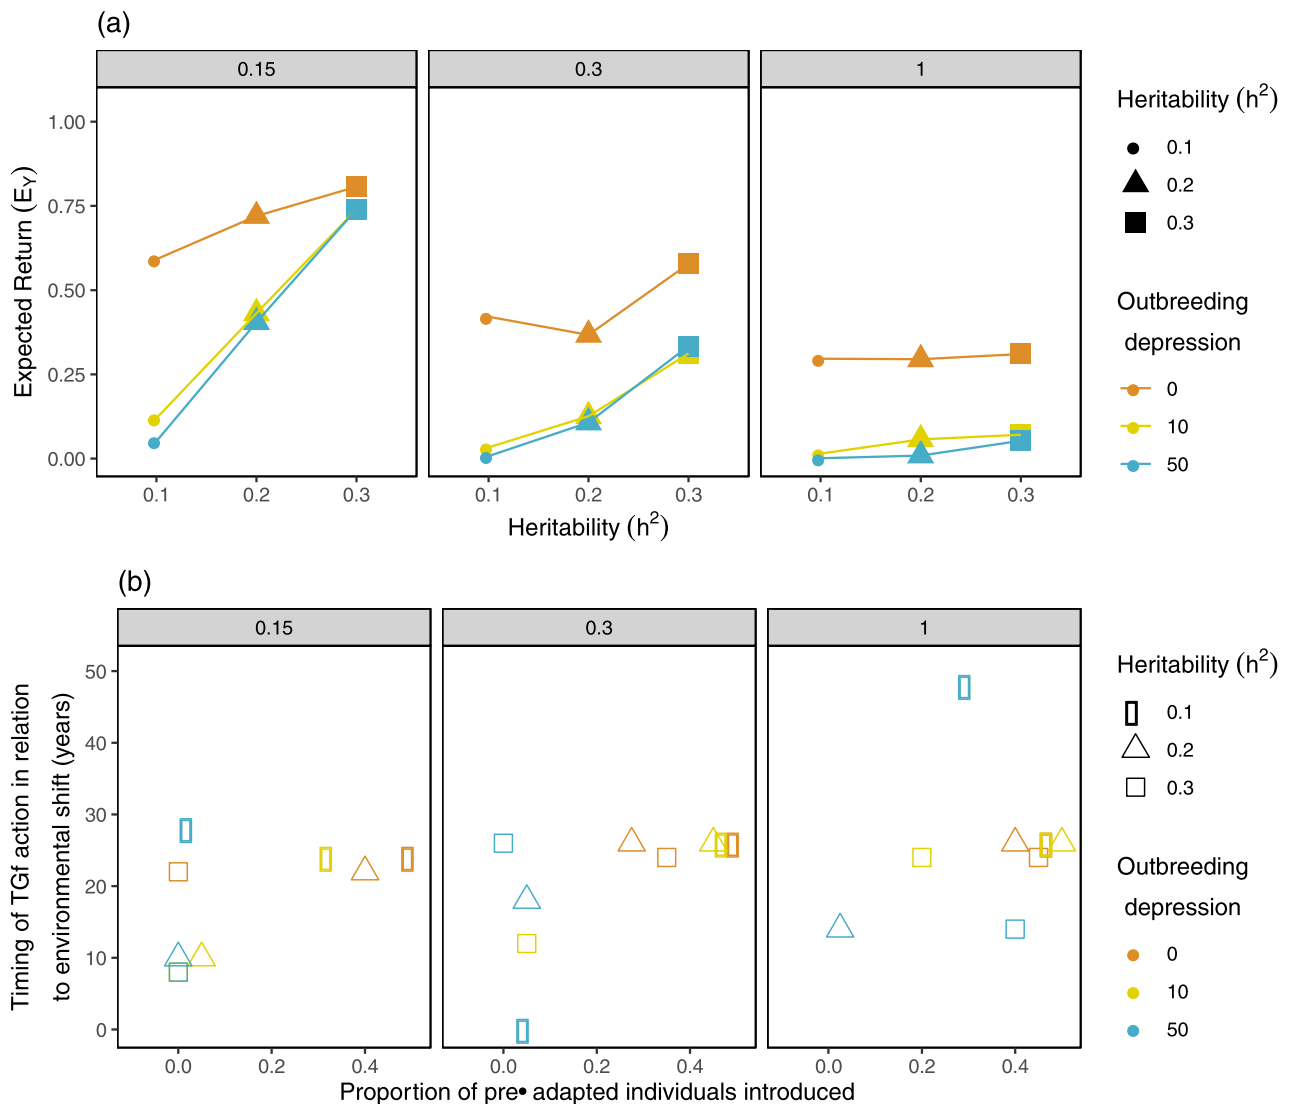 (a)
0.15 0.3 1
Expected Return (E_Y)
1.00
0.75
0.50
0.25
0.00
0.1 0.2 0.3 0.1 0.2 0.3 0.1 0.2 0.3
Heritability (h²)
Heritability (h²)
0.1
0.2
0.3
Outbreeding
depression
0
10
50
(b)
0.15 0.3 1
Timing of TGf action in relation
to environmental shift (years)
50
40
30
20
10
0
0.0 0.2 0.4 0.0 0.2 0.4 0.0 0.2 0.4
Proportion of pre• adapted individuals introduced
Heritability (h²)
0.1
0.2
0.3
Outbreeding
depression
0
10
50